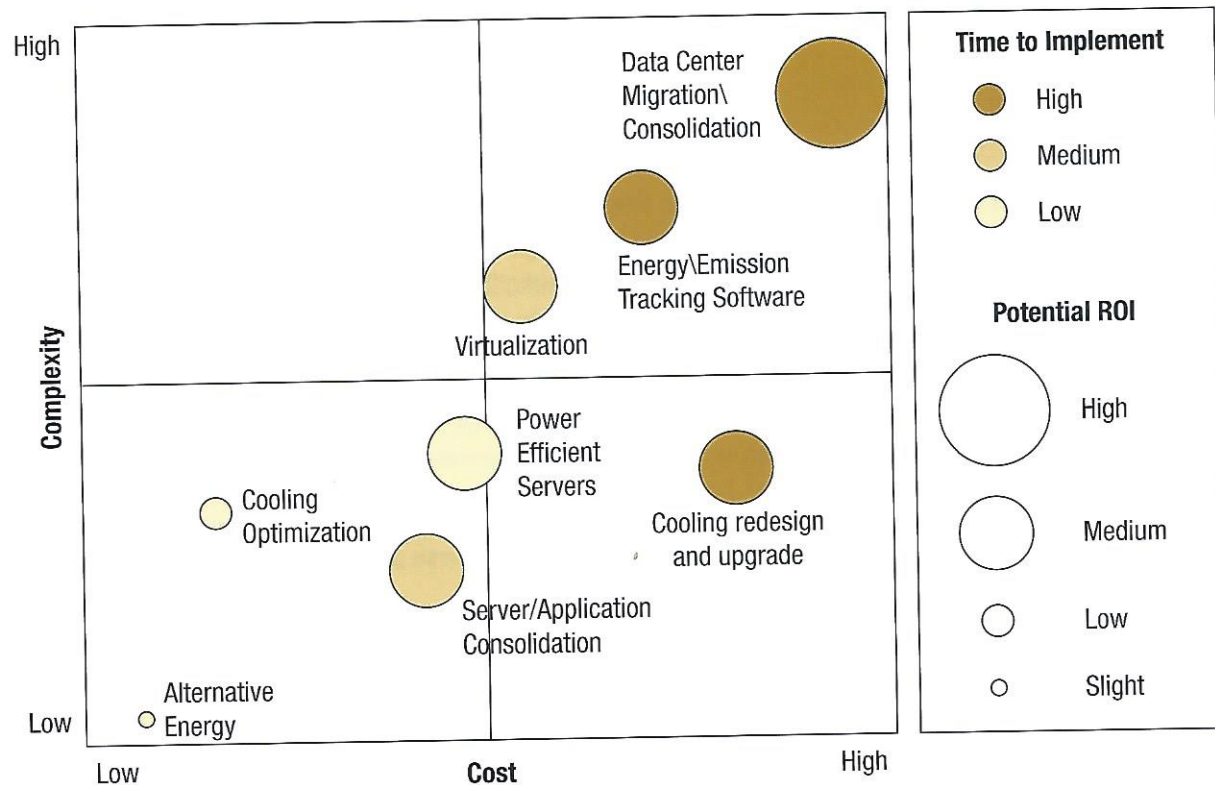 High
Data Center
Migration\
Consolidation
Energy\Emission
Tracking Software
Virtualization
Complexity
Power
Efficient
Servers
Cooling
Optimization
Cooling redesign
and upgrade
Server/Application
Consolidation
Alternative
Energy
Low
Low
Cost
High
Time to Implement
High
Medium
Low
Potential ROI
High
Medium
Low
Slight